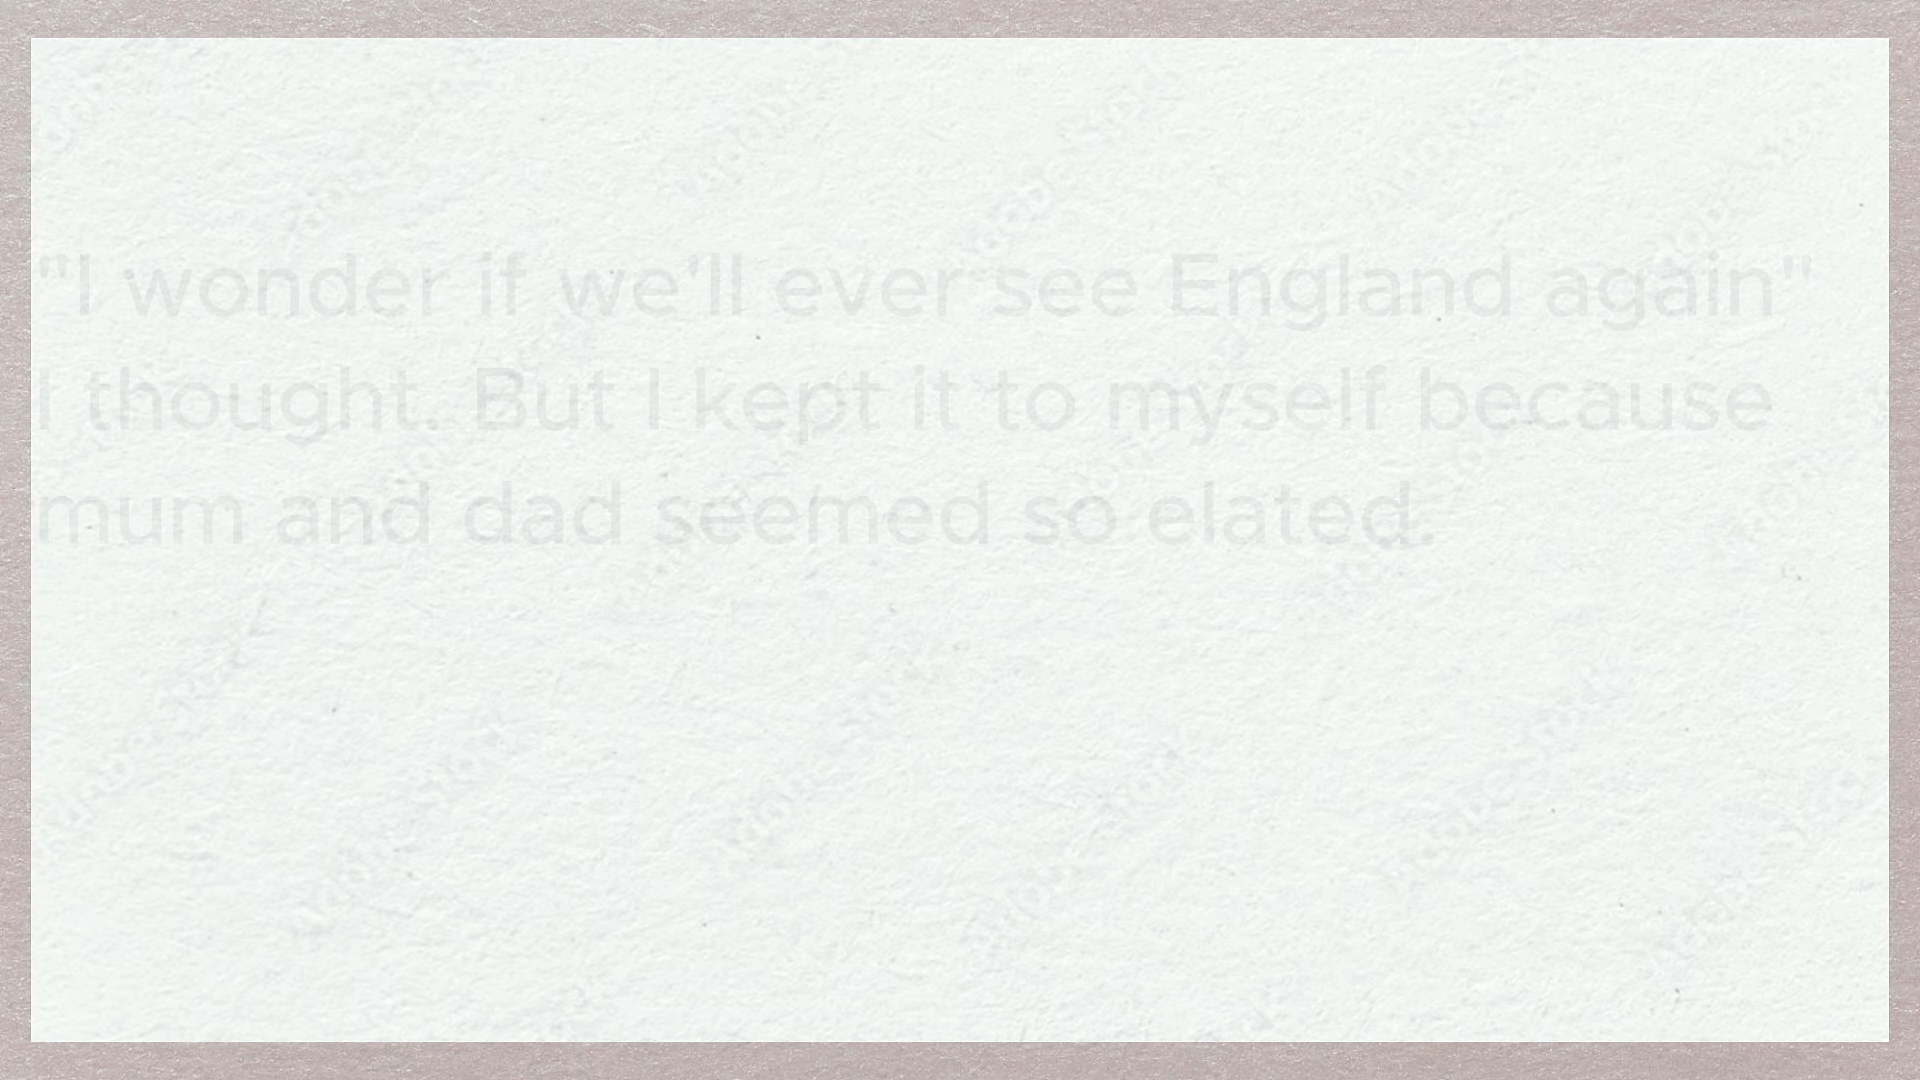 "I wonder if we'll ever see England again"
I thought. But I kept it to myself because
mum and dad seemed so elated.